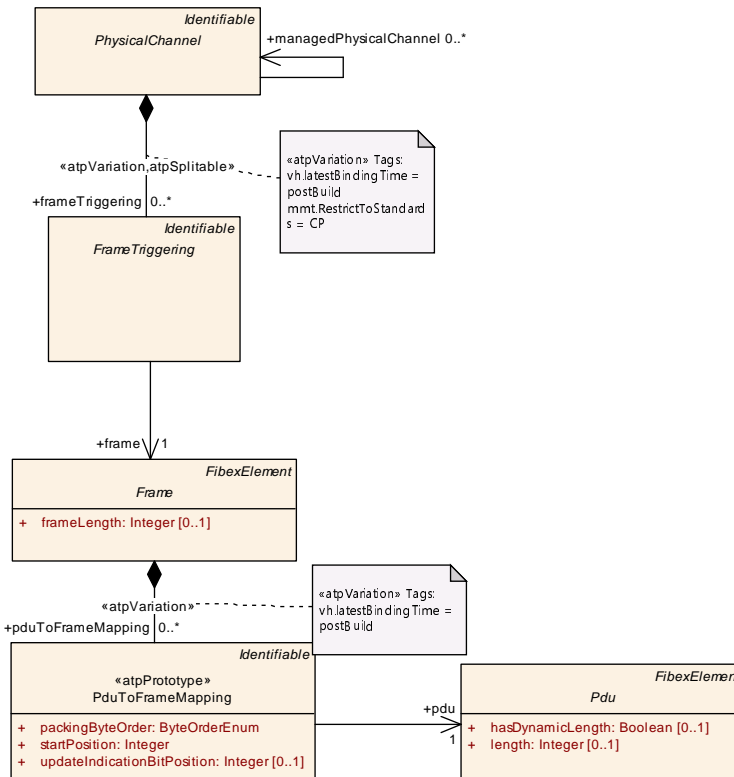 Identifiable
PhysicalChannel
+managedPhysicalChannel 0..*
«atpVariation,atpSplitable»
«atpVariation» Tags:
vh.latestBindingTime =
postBuild
mmt.RestrictToStandard
s = CP
+frameTriggering 0..*
Identifiable
FrameTriggering
+frame 1
FibexElement
Frame
+ frameLength: Integer [0..1]
«atpVariation»
«atpVariation» Tags:
vh.latestBindingTime =
postBuild
+pduToFrameMapping 0..*
Identifiable
«atpPrototype»
PduToFrameMapping
+ packingByteOrder: ByteOrderEnum
+ startPosition: Integer
+ updateIndicationBitPosition: Integer [0..1]
+pdu
1
FibexElement
Pdu
+ hasDynamicLength: Boolean [0..1]
+ length: Integer [0..1]